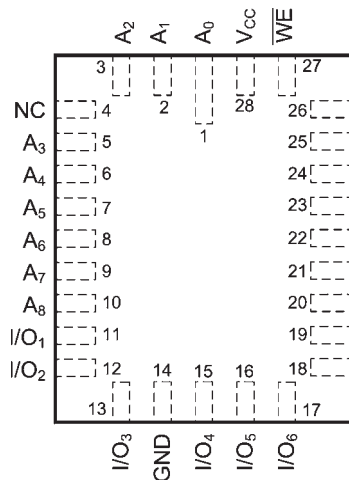 A₂ A₁ A₀ V_CC W̅E̅
3 2 1 28 27
NC 4 26
A₃ 5 25
A₄ 6 24
A₅ 7 23
A₆ 8 22
A₇ 9 21
A₈ 10 20
I/O₁ 11 19
I/O₂ 12 18
13 14 15 16 17
I/O₃ GND I/O₄ I/O₅ I/O₆